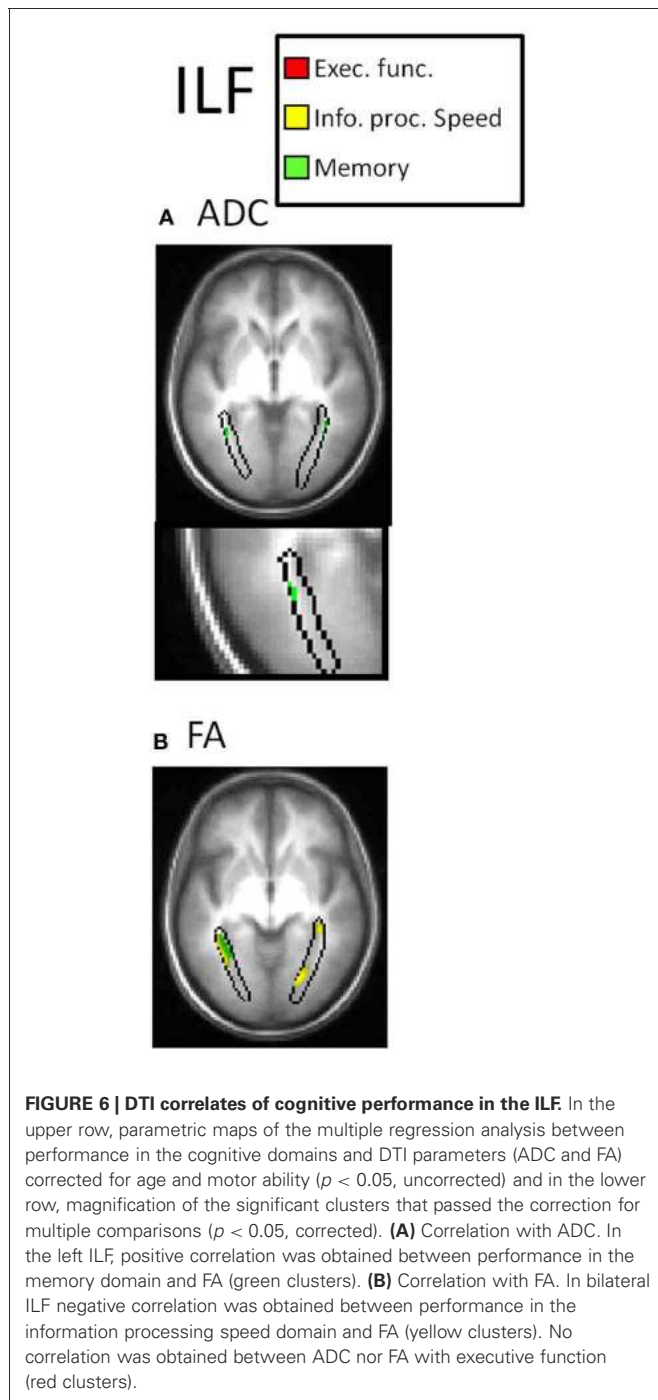 ILF
Exec. func.
Info. proc. Speed
Memory
A ADC
B FA
FIGURE 6 | DTI correlates of cognitive performance in the ILF. In the
upper row, parametric maps of the multiple regression analysis between
performance in the cognitive domains and DTI parameters (ADC and FA)
corrected for age and motor ability (p < 0.05, uncorrected) and in the lower
row, magnification of the significant clusters that passed the correction for
multiple comparisons (p < 0.05, corrected). (A) Correlation with ADC. In
the left ILF, positive correlation was obtained between performance in the
memory domain and FA (green clusters). (B) Correlation with FA. In bilateral
ILF negative correlation was obtained between performance in the
information processing speed domain and FA (yellow clusters). No
correlation was obtained between ADC nor FA with executive function
(red clusters).